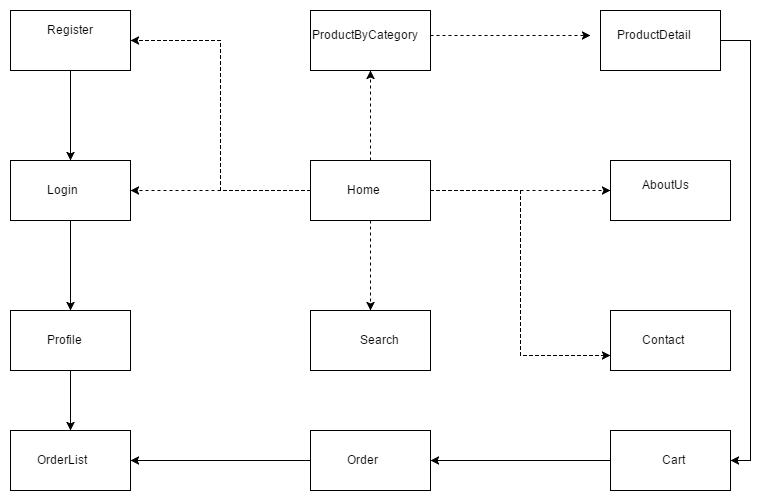 Register
ProductByCategory
ProductDetail
Login
Home
AboutUs
Profile
Search
Contact
OrderList
Order
Cart